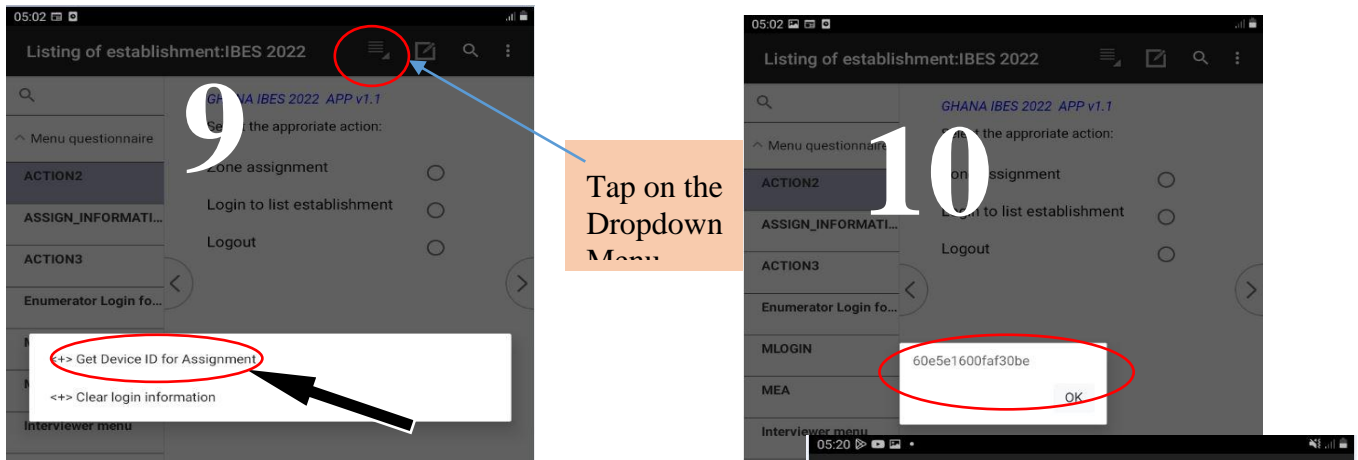 05:02
Listing of establishment:IBES 2022
9
GHANA IBES 2022 APP v1.1
the approriate action:
^ Menu questionnaire
ACTION2
Zone assignment
ASSIGN_INFORMATI...
Login to list establishment
ACTION3
Logout
Enumerator Login fo...
<+> Get Device ID for Assignment
<+> Clear login information
Interviewer menu
Tap on the
Dropdown
Menu
05:02
Listing of establishment:IBES 2022
10
GHANA IBES 2022 APP v1.1
the approriate action:
^ Menu questionnaire
ACTION2
assignment
ASSIGN_INFORMATI...
to list establishment
ACTION3
Logout
Enumerator Login fo...
MLOGIN
60e5e1600faf30be
MEA
OK
Interviewer menu
05:20